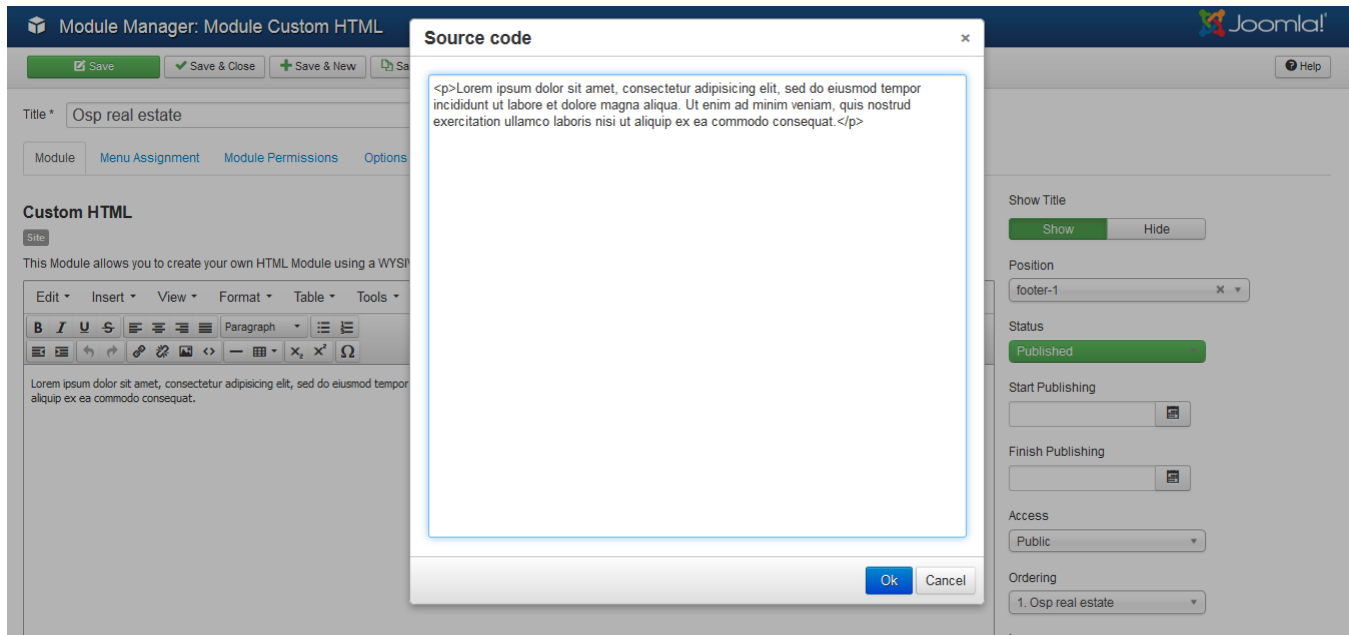 Module Manager: Module Custom HTML
Joomla!
Save
Save & Close
Save & New
Sa
Help
Source code
×
<p>Lorem ipsum dolor sit amet, consectetur adipisicing elit, sed do eiusmod tempor
incididunt ut labore et dolore magna aliqua. Ut enim ad minim veniam, quis nostrud
exercitation ullamco laboris nisi ut aliquip ex ea commodo consequat.</p>
Ok
Cancel
Title *
Osp real estate
Module
Menu Assignment
Module Permissions
Options
Custom HTML
Site
This Module allows you to create your own HTML Module using a WYSI
Edit
Insert
View
Format
Table
Tools
B I U S
Paragraph
Lorem ipsum dolor sit amet, consectetur adipisicing elit, sed do eiusmod tempor
aliquip ex ea commodo consequat.
Show Title
Show
Hide
Position
footer-1
Status
Published
Start Publishing
Finish Publishing
Access
Public
Ordering
1. Osp real estate